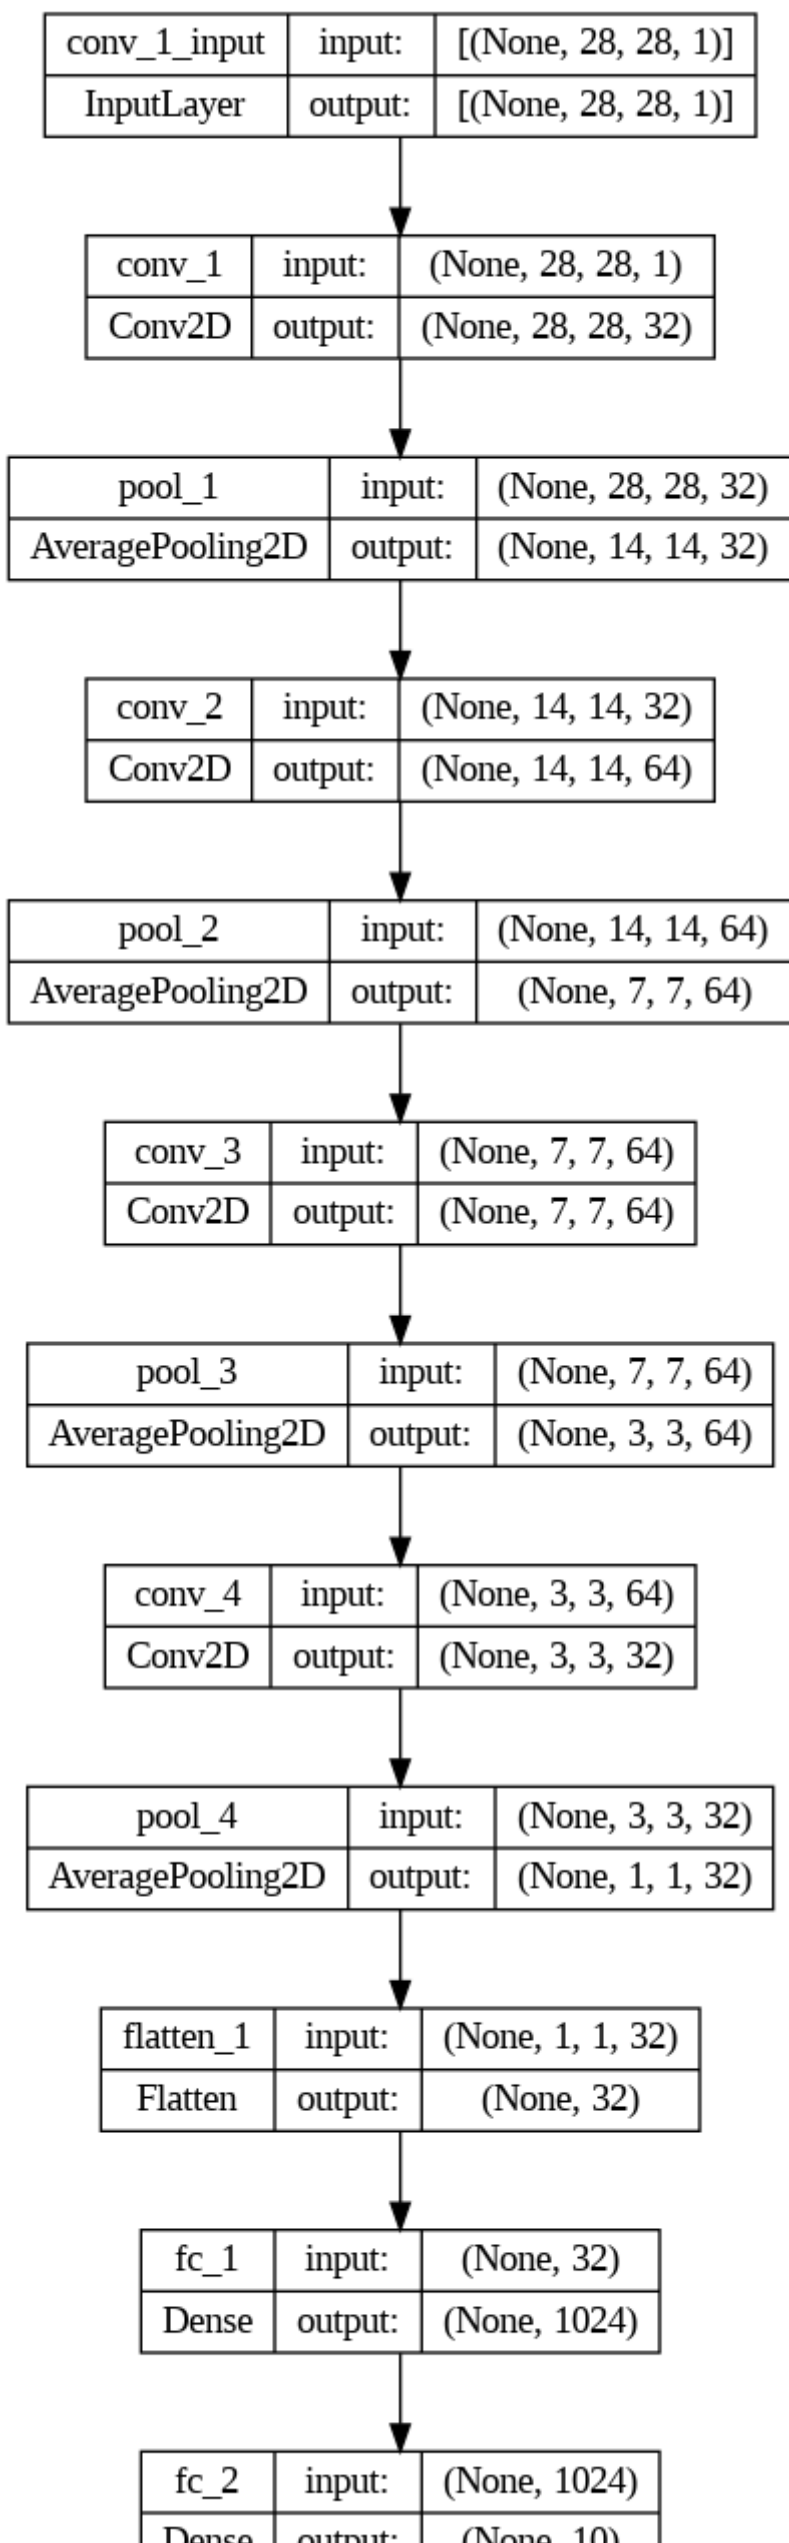 conv_1_input input: [(None, 28, 28, 1)]
InputLayer output: [(None, 28, 28, 1)]
conv_1 input: (None, 28, 28, 1)
Conv2D output: (None, 28, 28, 32)
pool_1 input: (None, 28, 28, 32)
AveragePooling2D output: (None, 14, 14, 32)
conv_2 input: (None, 14, 14, 32)
Conv2D output: (None, 14, 14, 64)
pool_2 input: (None, 14, 14, 64)
AveragePooling2D output: (None, 7, 7, 64)
conv_3 input: (None, 7, 7, 64)
Conv2D output: (None, 7, 7, 64)
pool_3 input: (None, 7, 7, 64)
AveragePooling2D output: (None, 3, 3, 64)
conv_4 input: (None, 3, 3, 64)
Conv2D output: (None, 3, 3, 32)
pool_4 input: (None, 3, 3, 32)
AveragePooling2D output: (None, 1, 1, 32)
flatten_1 input: (None, 1, 1, 32)
Flatten output: (None, 32)
fc_1 input: (None, 32)
Dense output: (None, 1024)
fc_2 input: (None, 1024)
Dense output: (None, 10)